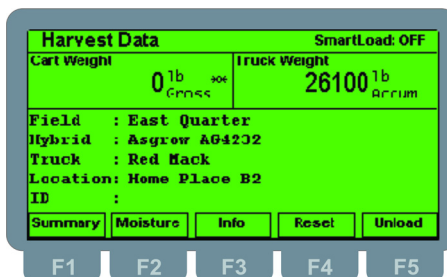 Harvest Data SmartLoad: OFF
Cart Weight Truck Weight
0 lb Gross 26100 lb Accum
Field : East Quarter
Hybrid : Asgrow AG4232
Truck : Red Mack
Location: Home Place B2
ID :
Summary Moisture Info Reset Unload
F1 F2 F3 F4 F5